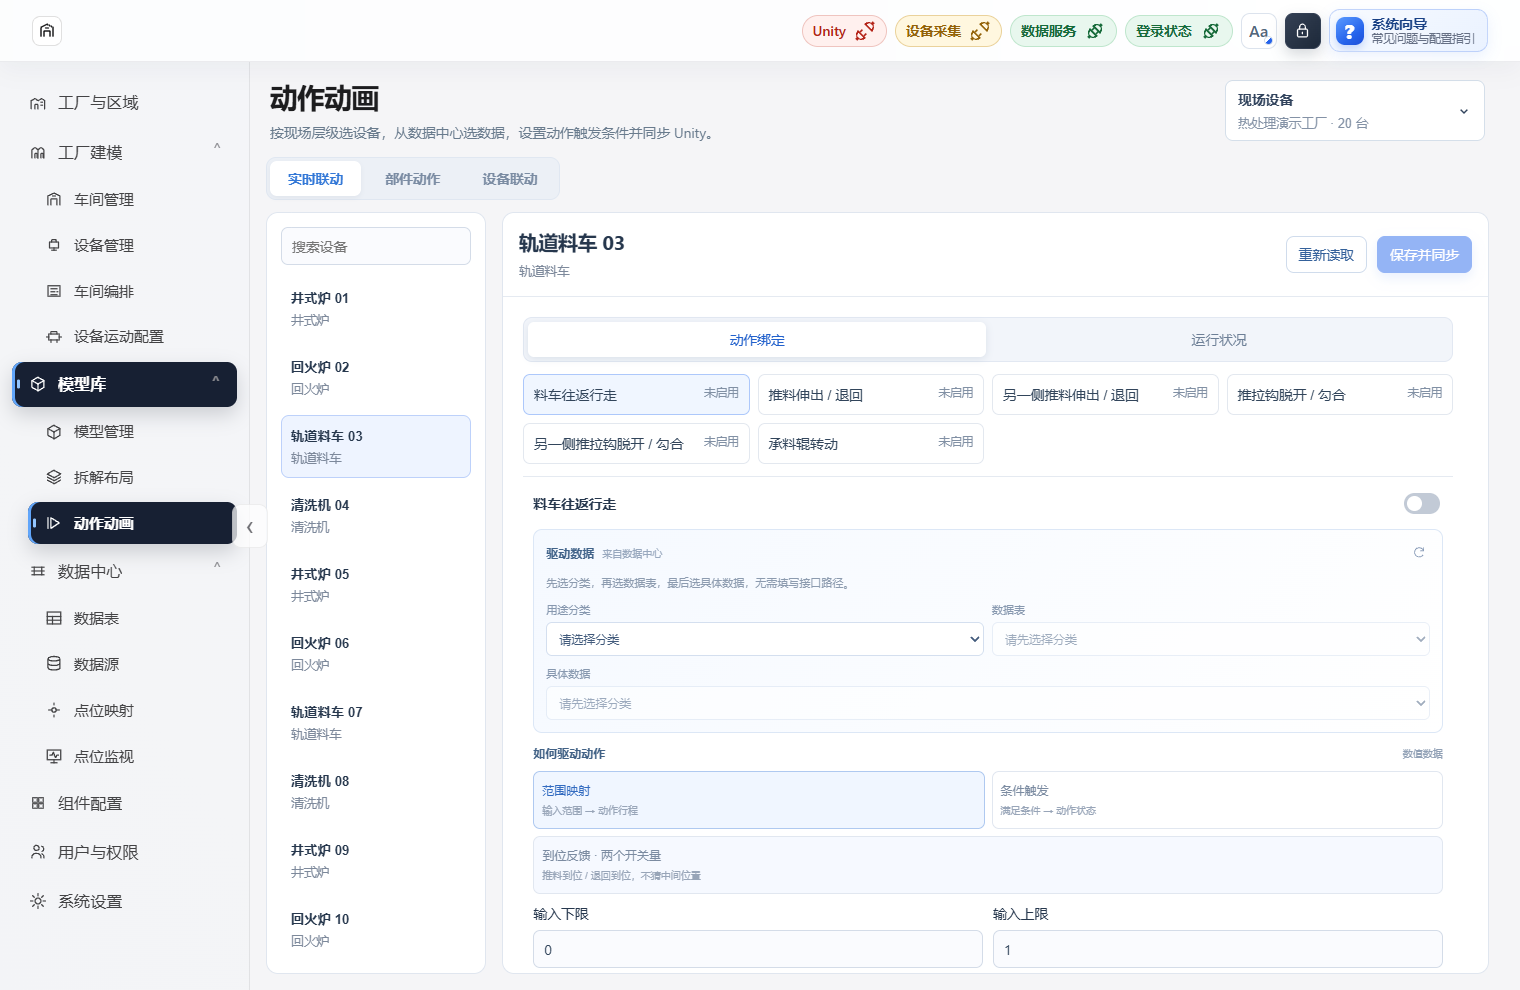 Unity
设备采集
数据服务
登录状态
Aa
?
系统向导
常见问题与配置指引
工厂与区域
工厂建模
车间管理
设备管理
车间编排
设备运动配置
模型库
模型管理
拆解布局
动作动画
数据中心
数据表
数据源
点位映射
点位监视
组件配置
用户与权限
系统设置
动作动画
按现场层级选设备，从数据中心选数据，设置动作触发条件并同步 Unity。
现场设备
热处理演示工厂 · 20 台
实时联动
部件动作
设备联动
搜索设备
井式炉 01
井式炉
回火炉 02
回火炉
轨道料车 03
轨道料车
清洗机 04
清洗机
井式炉 05
井式炉
回火炉 06
回火炉
轨道料车 07
轨道料车
清洗机 08
清洗机
井式炉 09
井式炉
回火炉 10
回火炉
轨道料车 03
轨道料车
重新读取
保存并同步
动作绑定
运行状况
料车往返行走 未启用
推料伸出 / 退回 未启用
另一侧推料伸出 / 退回 未启用
推拉钩脱开 / 勾合 未启用
另一侧推拉钩脱开 / 勾合 未启用
承料辊转动 未启用
料车往返行走
驱动数据 来自数据中心
先选分类，再选数据表，最后选具体数据，无需填写接口路径。
用途分类
请选择分类
数据表
请先选择分类
具体数据
请先选择分类
如何驱动动作
数值数据
范围映射
输入范围 → 动作行程
条件触发
满足条件 → 动作状态
到位反馈 · 两个开关量
推料到位 / 退回到位，不猜中间位置
输入下限
0
输入上限
1